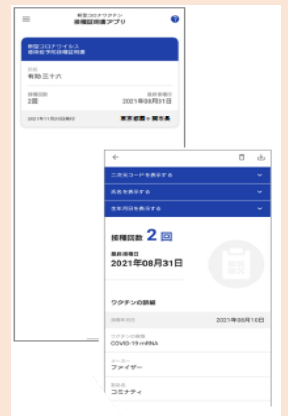 新型コロナワクチン
接種証明書アプリ
新型コロナウイルス
感染症予防接種証明書
氏名
有効 三十六
接種回数 最終接種日
2回 2021年08月31日
二次元コードを表示する
氏名を表示する
生年月日を表示する
接種回数 2 回
最終接種日
2021年08月31日
ワクチンの詳細
接種年月日 2021年08月10日
ワクチンの種類
COVID-19 mRNA
メーカー
ファイザー
製品名
コミナティ